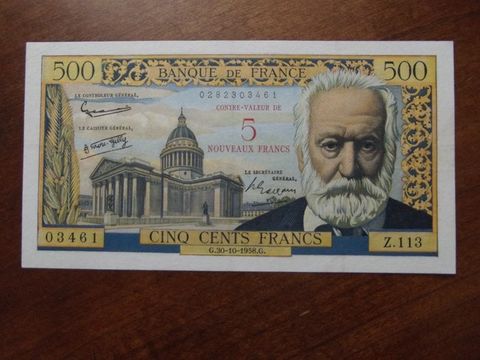 500 BANQUE DE FRANCE 500
LE CONTRÔLEUR GÉNÉRAL,
0282303461
CONTRE-VALEUR DE
LE CAISSIER GÉNÉRAL,
5
NOUVEAUX FRANCS
LE SECRÉTAIRE
GÉNÉRAL,
03461 CINQ CENTS FRANCS Z.113
G.30-10-1958.G.